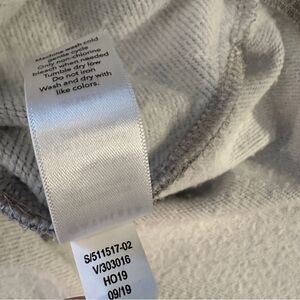 Machine wash cold
gentle cycle
Only non-chlorine
bleach when needed
Tumble dry low
Do not iron
Wash and dry with
like colors.
S/511517-02
V/303016
HO19
09/19